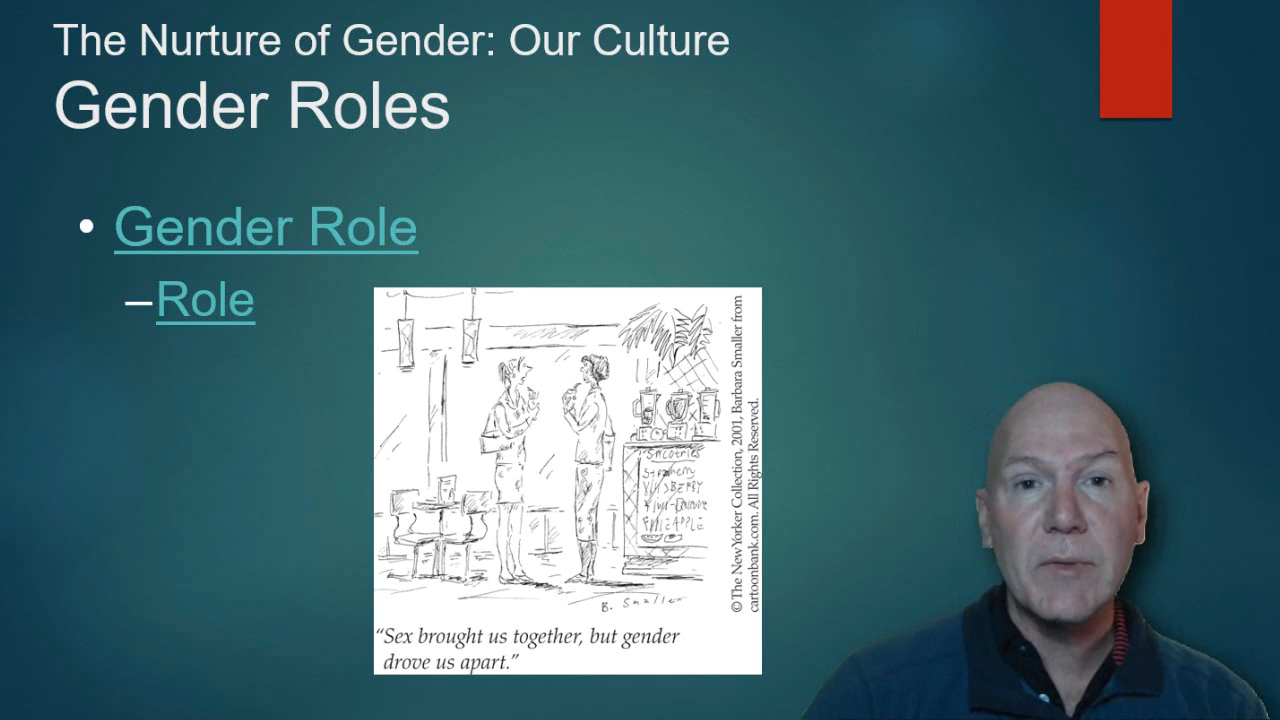 The Nurture of Gender: Our Culture
Gender Roles
• Gender Role
–Role
©The New Yorker Collection, 2001, Barbara Smaller from
cartoonbank.com. All Rights Reserved.
PINEAPPLE
B. Smaller
“Sex brought us together, but gender
drove us apart.”